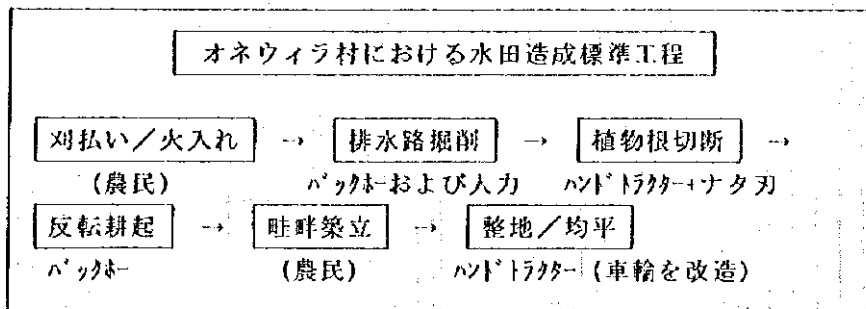 オネウィラ村における水田造成標準工程
刈払い/火入れ → 排水路掘削 → 植物根切断 →
(農民) バックホーおよび人力 ハンドトラクター+ナタ刃
反転耕起 → 畦畔築立 → 整地/均平
バックホー (農民) ハンドトラクター (車輪を改造)